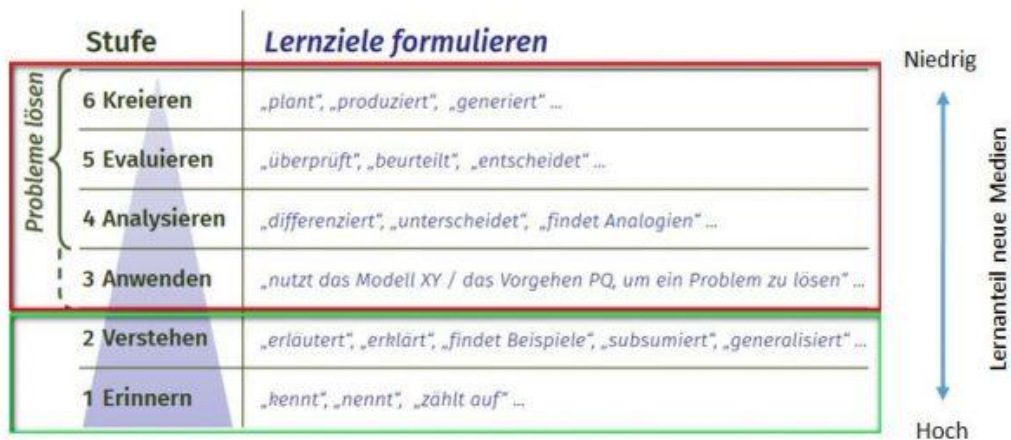 Stufe Lernziele formulieren
Niedrig
Probleme lösen
6 Kreieren „plant“, „produziert“, „generiert“ ...
5 Evaluieren „überprüft“, „beurteilt“, „entscheidet“ ...
4 Analysieren „differenziert“, „unterscheidet“, „findet Analogien“ ...
3 Anwenden „nutzt das Modell XY / das Vorgehen PQ, um ein Problem zu lösen“ ...
2 Verstehen „erläutert“, „erklärt“, „findet Beispiele“, „subsumiert“, „generalisiert“ ...
1 Erinnern „kennt“, „nennt“, „zählt auf“ ...
Lernanteil neue Medien
Hoch